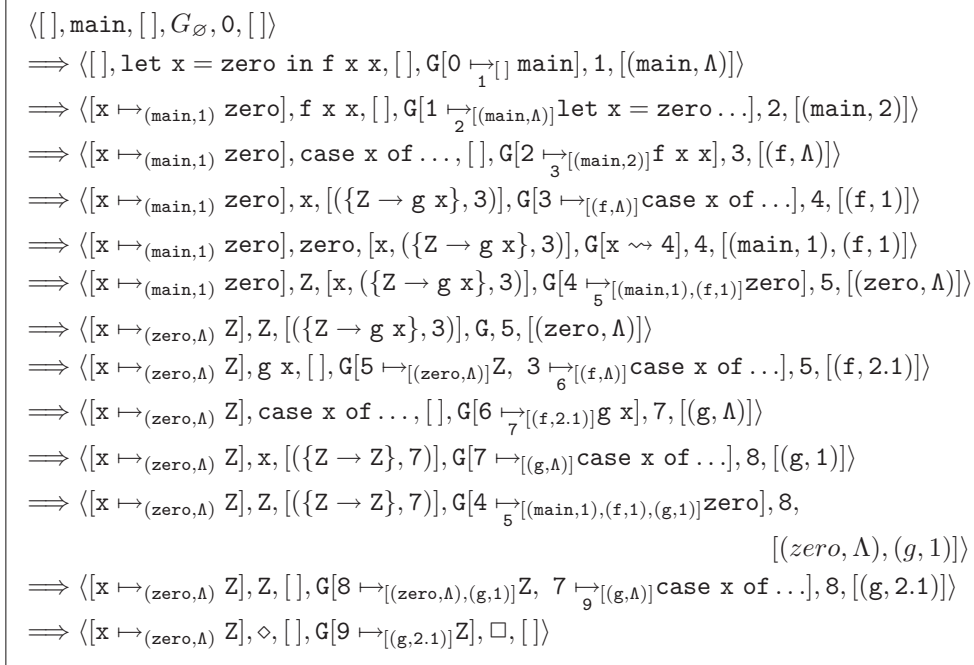 ⟨[ ], main, [ ], G_∅, 0, [ ]⟩
⟹ ⟨[ ], let x = zero in f x x, [ ], G[0 ↦_1 _[ ] main], 1, [(main, Λ)]⟩
⟹ ⟨[x ↦_(main,1) zero], f x x, [ ], G[1 ↦_2 _[(main,Λ)] let x = zero ...], 2, [(main, 2)]⟩
⟹ ⟨[x ↦_(main,1) zero], case x of ..., [ ], G[2 ↦_3 _[(main,2)] f x x], 3, [(f, Λ)]⟩
⟹ ⟨[x ↦_(main,1) zero], x, [({Z → g x}, 3)], G[3 ↦_[(f,Λ)] case x of ...], 4, [(f, 1)]⟩
⟹ ⟨[x ↦_(main,1) zero], zero, [x, ({Z → g x}, 3)], G[x ⇝ 4], 4, [(main, 1), (f, 1)]⟩
⟹ ⟨[x ↦_(main,1) zero], Z, [x, ({Z → g x}, 3)], G[4 ↦_5 _[(main,1),(f,1)] zero], 5, [(zero, Λ)]⟩
⟹ ⟨[x ↦_(zero,Λ) Z], Z, [({Z → g x}, 3)], G, 5, [(zero, Λ)]⟩
⟹ ⟨[x ↦_(zero,Λ) Z], g x, [ ], G[5 ↦_[(zero,Λ)] Z, 3 ↦_6 _[(f,Λ)] case x of ...], 5, [(f, 2.1)]⟩
⟹ ⟨[x ↦_(zero,Λ) Z], case x of ..., [ ], G[6 ↦_7 _[(f,2.1)] g x], 7, [(g, Λ)]⟩
⟹ ⟨[x ↦_(zero,Λ) Z], x, [({Z → Z}, 7)], G[7 ↦_[(g,Λ)] case x of ...], 8, [(g, 1)]⟩
⟹ ⟨[x ↦_(zero,Λ) Z], Z, [({Z → Z}, 7)], G[4 ↦_5 _[(main,1),(f,1),(g,1)] zero], 8,
[(zero, Λ), (g, 1)]⟩
⟹ ⟨[x ↦_(zero,Λ) Z], Z, [ ], G[8 ↦_[(zero,Λ),(g,1)] Z, 7 ↦_9 _[(g,Λ)] case x of ...], 8, [(g, 2.1)]⟩
⟹ ⟨[x ↦_(zero,Λ) Z], ⋄, [ ], G[9 ↦_[(g,2.1)] Z], □, [ ]⟩